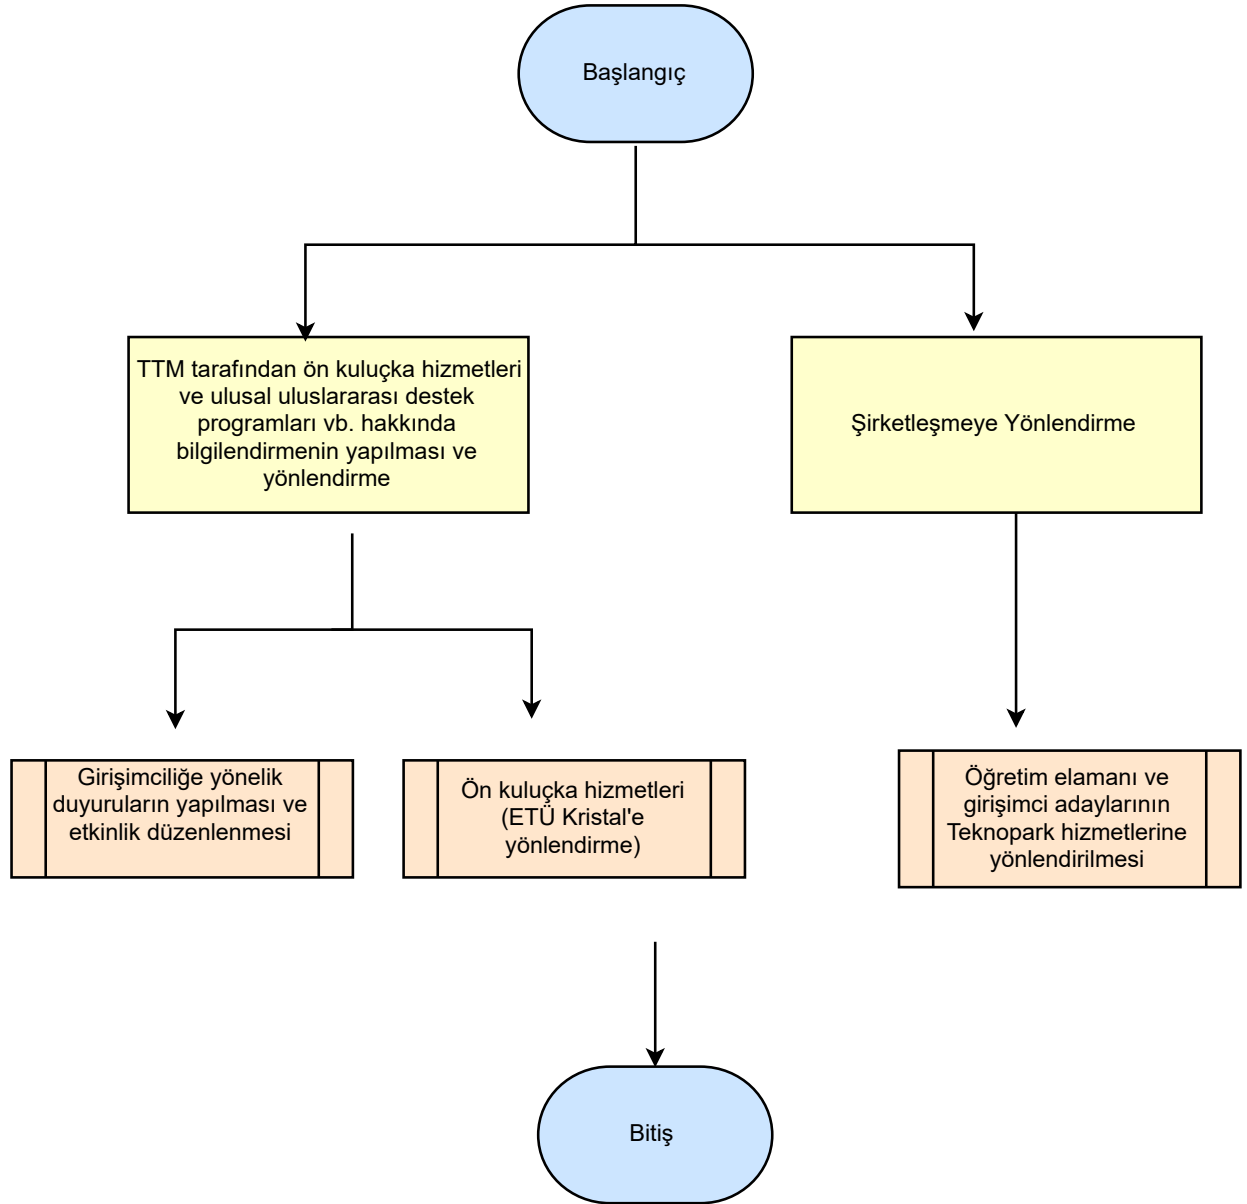 Başlangıç
TTM tarafından ön kuluçka hizmetleri
ve ulusal uluslararası destek
programları vb. hakkında
bilgilendirmenin yapılması ve
yönlendirme
Şirketleşmeye Yönlendirme
Girişimciliğe yönelik
duyuruların yapılması ve
etkinlik düzenlenmesi
Ön kuluçka hizmetleri
(ETÜ Kristal'e
yönlendirme)
Öğretim elamanı ve
girişimci adaylarının
Teknopark hizmetlerine
yönlendirilmesi
Bitiş